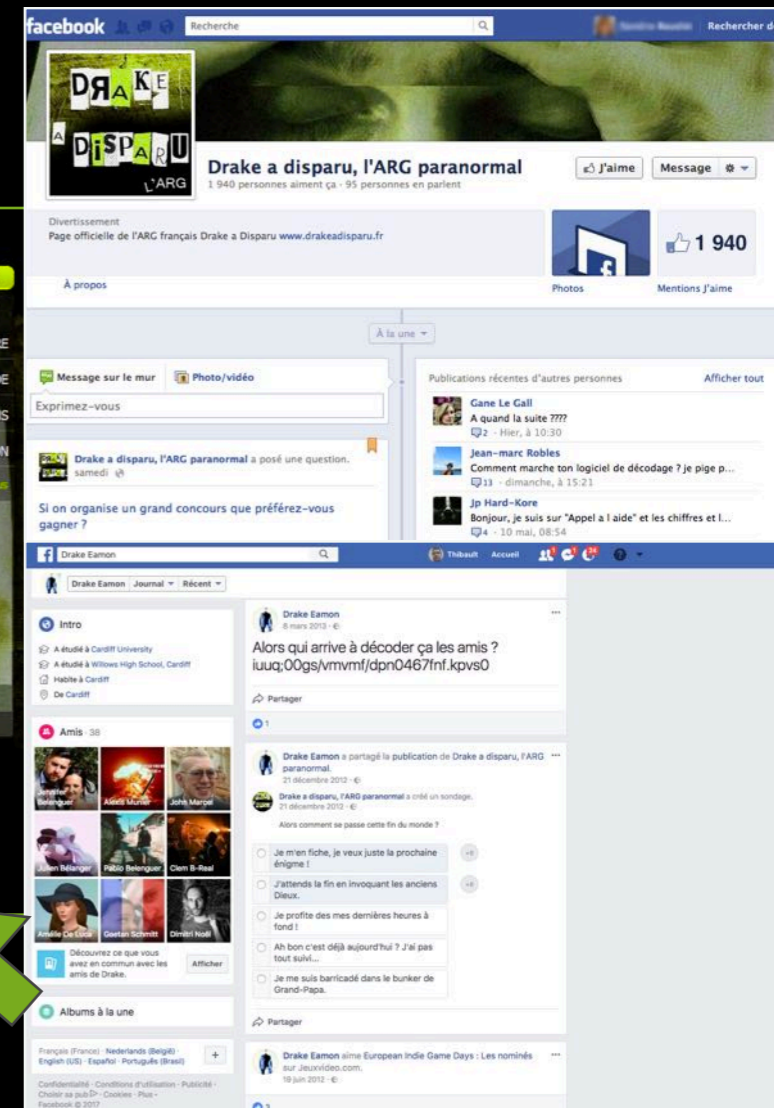 facebook
Recherche
Rechercher d
DRAKE
A DISPARU
L'ARG
Drake a disparu, l'ARG paranormal
1 940 personnes aiment ça · 95 personnes en parlent
J'aime
Message
Divertissement
Page officielle de l'ARG français Drake a Disparu www.drakeadisparu.fr
À propos
Photos
1 940
Mentions J'aime
À la une
RE
DE
S
N
Message sur le mur
Photo/vidéo
Exprimez-vous
Drake a disparu, l'ARG paranormal a posé une question.
samedi
Si on organise un grand concours que préférez-vous
gagner ?
Publications récentes d'autres personnes
Afficher tout
Gane Le Gall
A quand la suite ????
2 · Hier, à 10:30
Jean-marc Robles
Comment marche ton logiciel de décodage ? je pige p...
13 · dimanche, à 15:21
Jp Hard-Kore
Bonjour, je suis sur "Appel a l aide" et les chiffres et l...
4 · 10 mai, 08:54
Drake Eamon
Thibault
Accueil
Drake Eamon
Journal
Récent
Intro
A étudié à Cardiff University
A étudié à Willows High School, Cardiff
Habite à Cardiff
De Cardiff
Amis · 38
Jennifer
Belenguer
Alexis Munier
John Marcel
Julien Bélanger
Pablo Belenguer
Clem B-Real
Amélie De Luca
Gaetan Schmitt
Dimitri Noël
Découvrez ce que vous
avez en commun avec les
amis de Drake.
Afficher
Albums à la une
Français (France) · Nederlands (België) ·
English (US) · Español · Português (Brasil)
Confidentialité · Conditions d'utilisation · Publicité ·
Choisir sa pub · Cookies · Plus ·
Facebook © 2017
Drake Eamon
8 mars 2013
Alors qui arrive à décoder ça les amis ?
iuuq;00gs/vmvmf/dpn0467fnf.kpvs0
Partager
1
Drake Eamon a partagé la publication de Drake a disparu, l'ARG
paranormal.
21 décembre 2012
Drake a disparu, l'ARG paranormal a créé un sondage.
21 décembre 2012
Alors comment se passe cette fin du monde ?
Je m'en fiche, je veux juste la prochaine
énigme !
J'attends la fin en invoquant les anciens
Dieux.
Je profite des mes dernières heures à
fond !
Ah bon c'est déjà aujourd'hui ? J'ai pas
tout suivi...
Je me suis barricadé dans le bunker de
Grand-Papa.
Partager
Drake Eamon aime European Indie Game Days : Les nominés
sur Jeuxvideo.com.
19 juin 2012